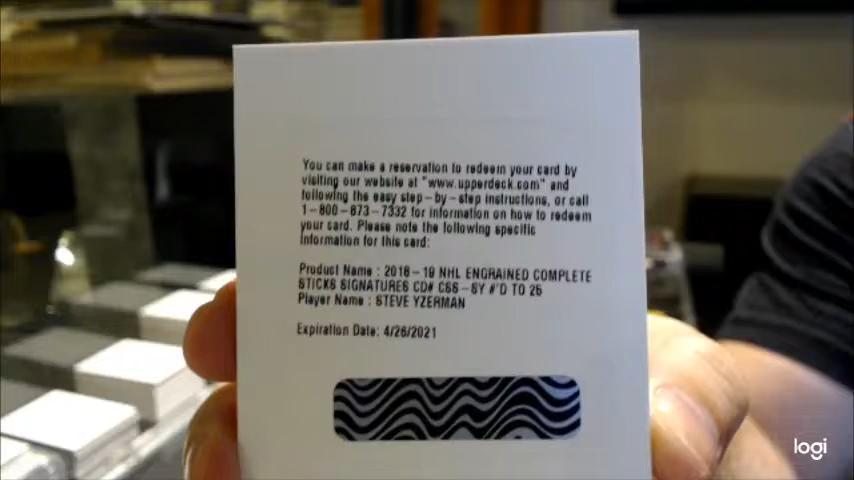 You can make a reservation to redeem your card by
visiting our website at "www.upperdeck.com" and
following the easy step-by-step instructions, or call
1-800-873-7332 for information on how to redeem
your card. Please note the following specific
information for this card:
Product Name : 2018-19 NHL ENGRAINED COMPLETE
STICKS SIGNATURES CD# CSS-SY #'D TO 25
Player Name : STEVE YZERMAN
Expiration Date: 4/26/2021
logi